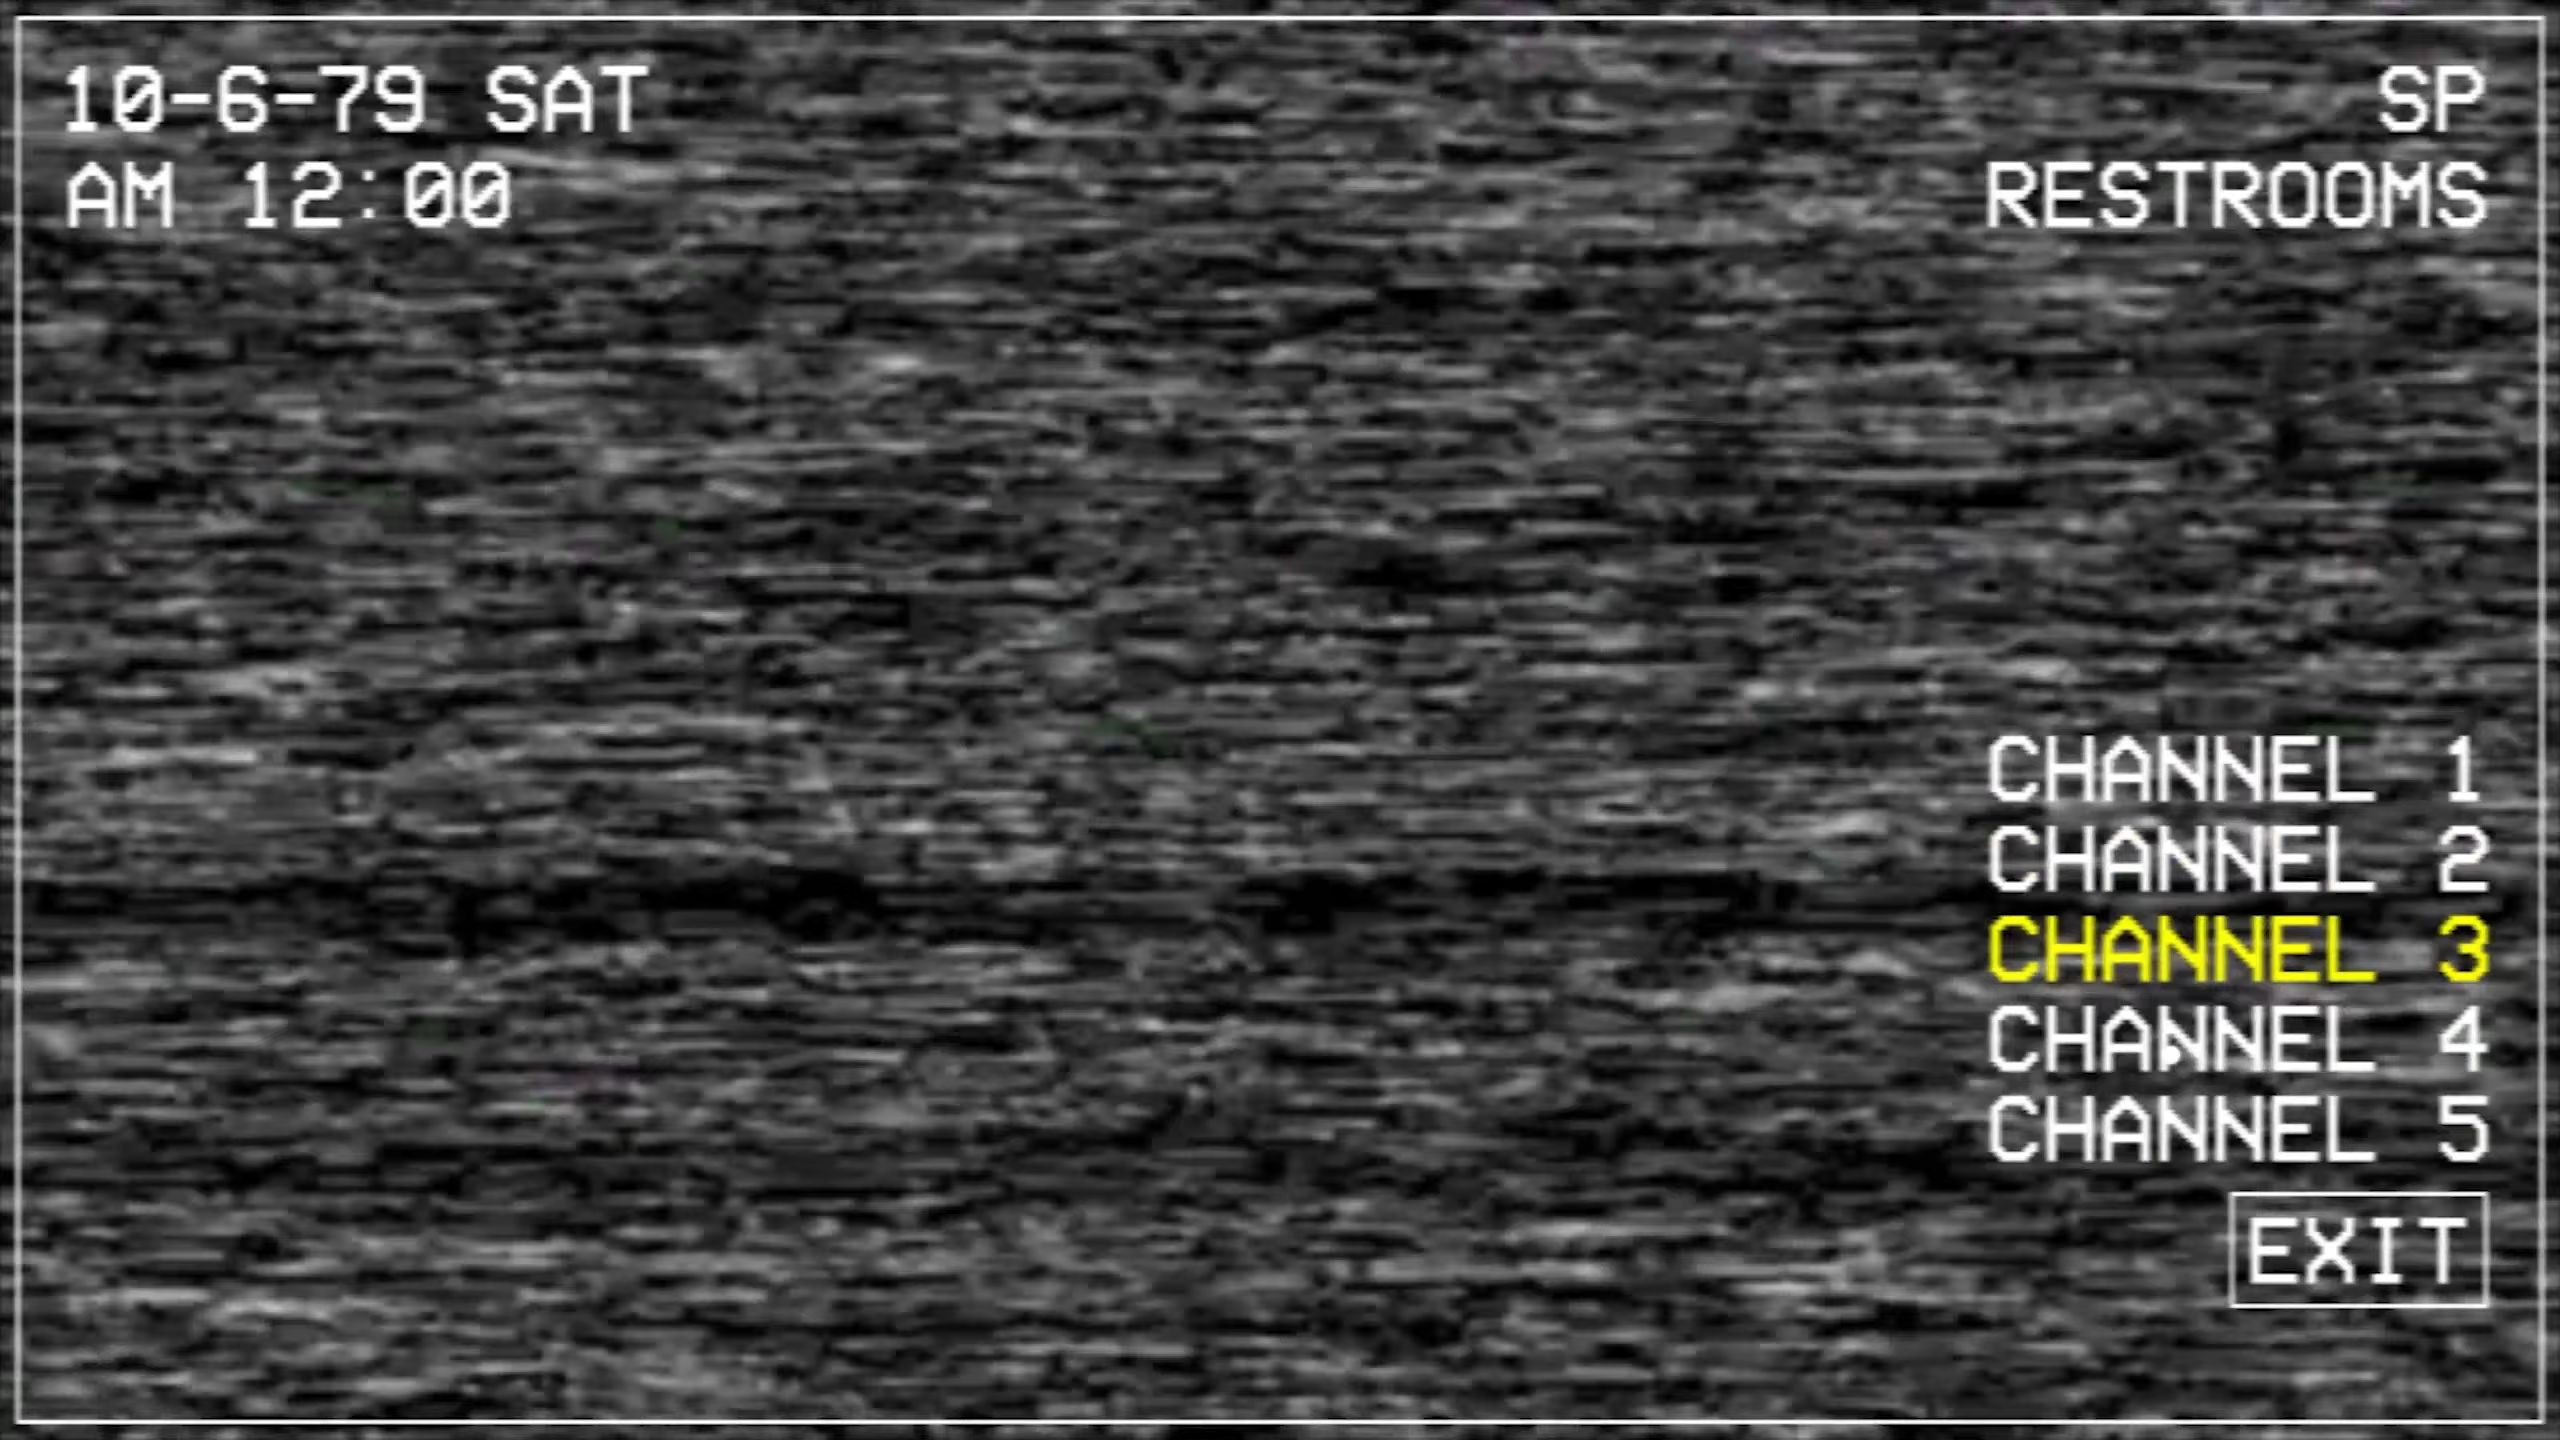 10-6-79 SAT
AM 12:00
SP
RESTROOMS
CHANNEL 1
CHANNEL 2
CHANNEL 3
CHANNEL 4
CHANNEL 5
EXIT